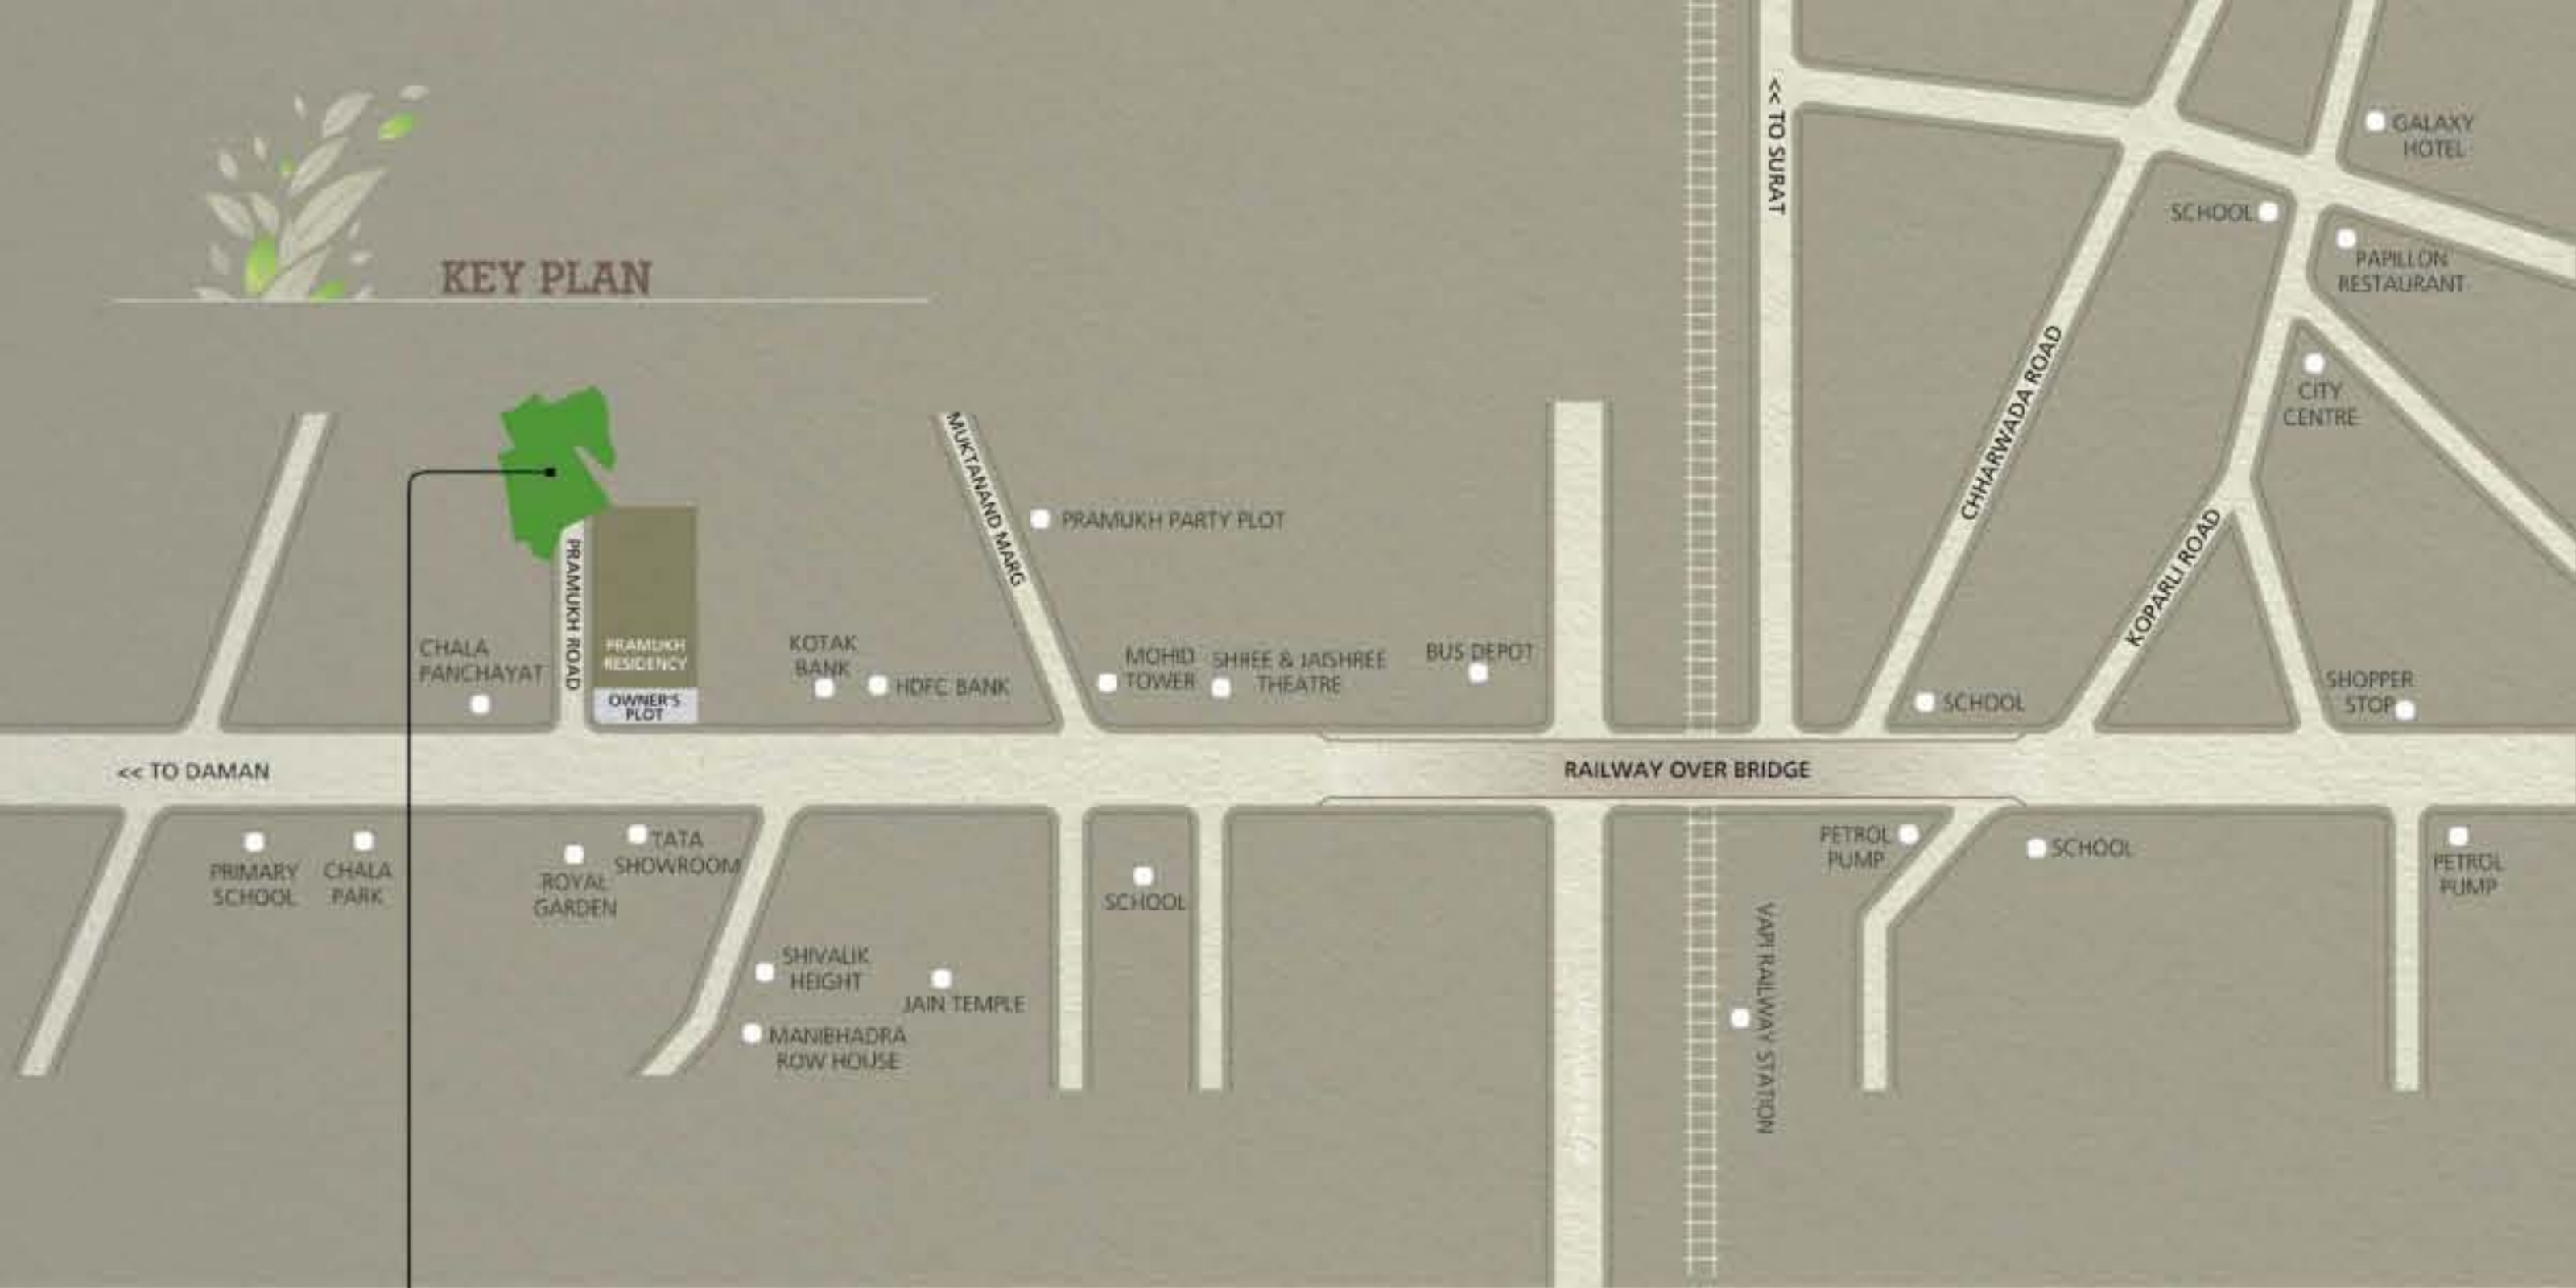 << TO SURAT
GALAXY
HOTEL
SCHOOL
PAPILLON
RESTAURANT
KEY PLAN
CITY
CENTRE
CHHARWADA ROAD
MUKTANAND MARG
PRAMUKH PARTY PLOT
KOPARLI ROAD
PRAMUKH ROAD
CHALA
PANCHAYAT
PRAMUKH
RESIDENCY
OWNER'S
PLOT
KOTAK
BANK
HDFC BANK
MOHID
TOWER
SHREE & JAISHREE
THEATRE
BUS DEPOT
SCHOOL
SHOPPER
STOP
<< TO DAMAN
RAILWAY OVER BRIDGE
PRIMARY
SCHOOL
CHALA
PARK
ROYAL
GARDEN
TATA
SHOWROOM
SCHOOL
PETROL
PUMP
SCHOOL
PETROL
PUMP
SHIVALIK
HEIGHT
JAIN TEMPLE
MANIBHADRA
ROW HOUSE
VAPI RAILWAY STATION